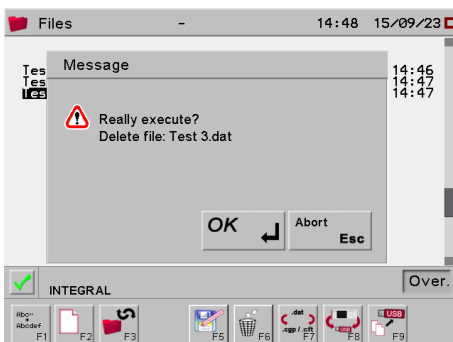 Files - 14:48 15/09/23
Message
Tes 14:46
Tes 14:47
Tes 14:47
Really execute?
Delete file: Test 3.dat
OK Abort Esc
INTEGRAL Over.
Abc..
Abcdef
F1 F2 F3 F5 F6 .dat .cgp / .cft F7 USB F8 USB F9